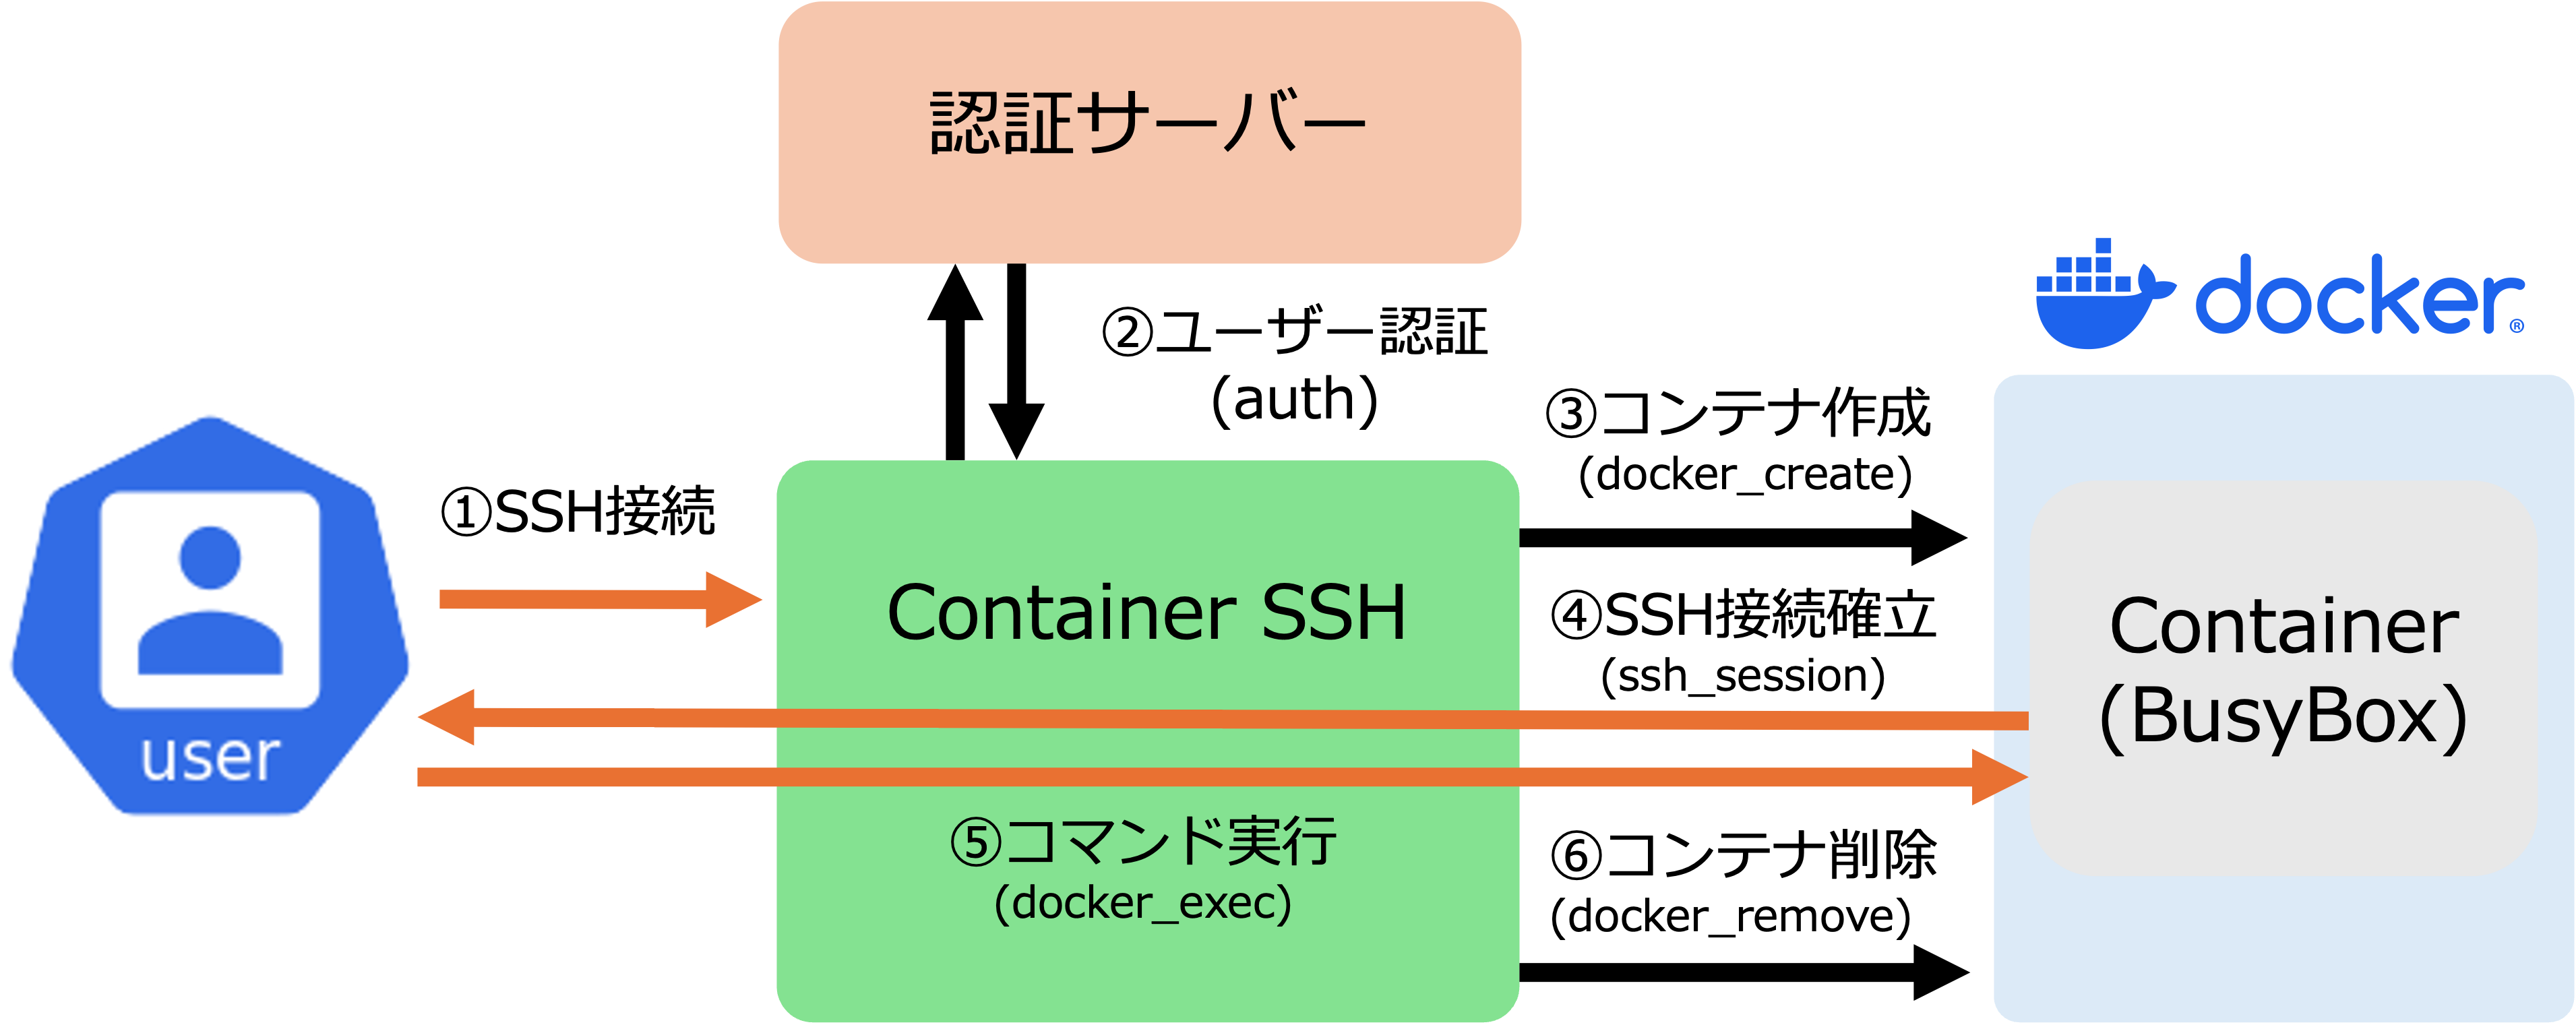 認証サーバー
②ユーザー認証
(auth)
docker®
③コンテナ作成
(docker_create)
①SSH接続
Container SSH
④SSH接続確立
(ssh_session)
Container
(BusyBox)
user
⑤コマンド実行
(docker_exec)
⑥コンテナ削除
(docker_remove)